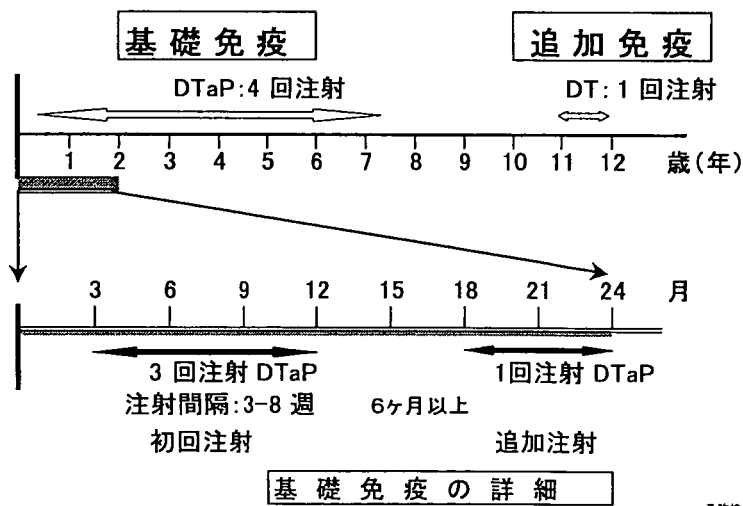 基礎免疫 追加免疫
DTaP:4 回注射 DT:1 回注射
1 2 3 4 5 6 7 8 9 10 11 12 歳(年)
3 6 9 12 15 18 21 24 月
3 回注射 DTaP 1回注射 DTaP
注射間隔:3-8 週 6ヶ月以上
初回注射 追加注射
基礎免疫の詳細